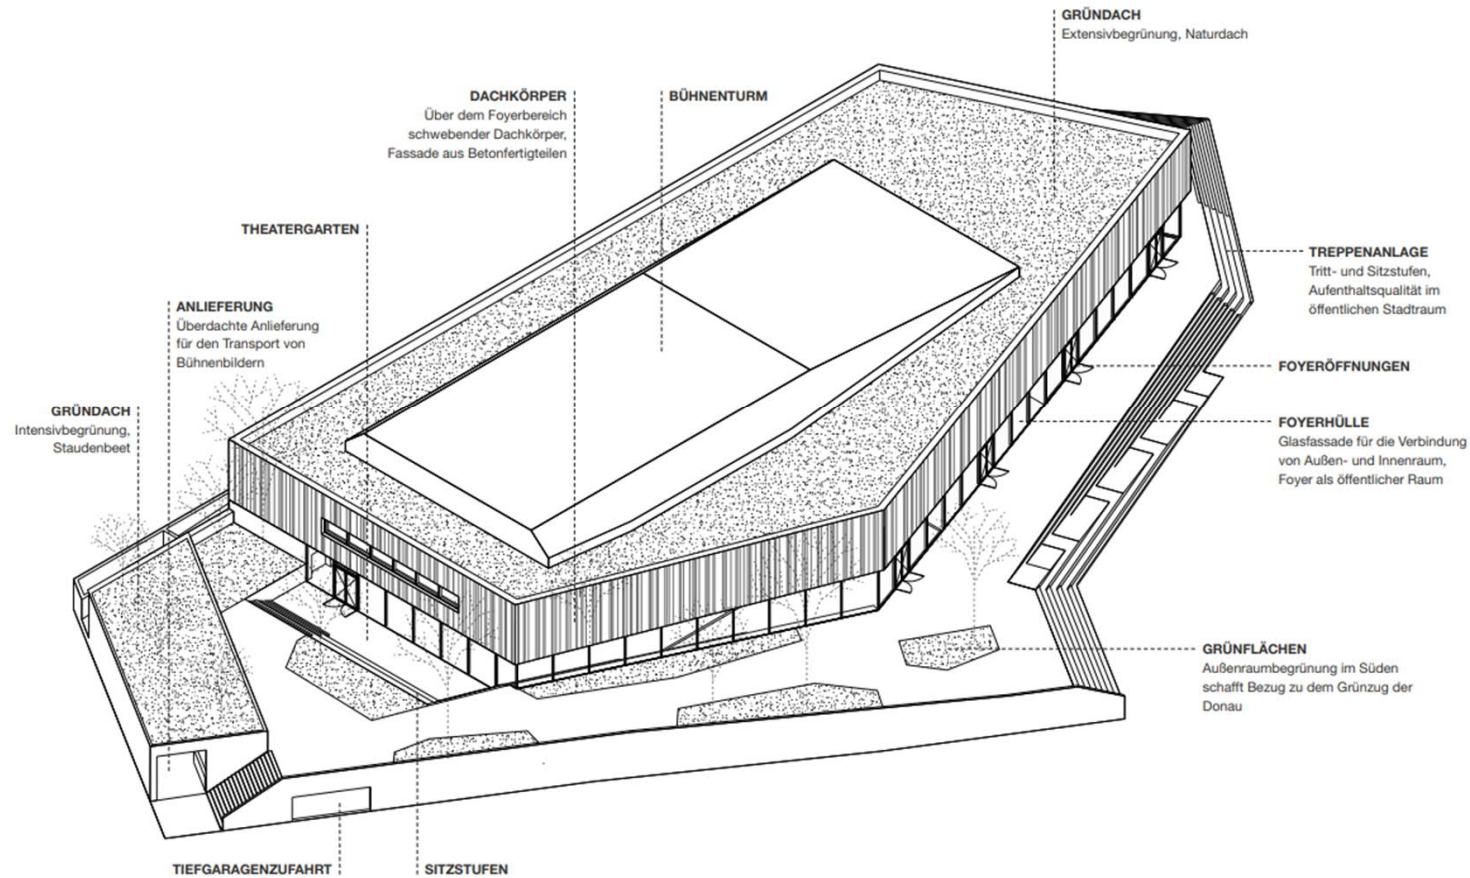 GRÜNDACH
Extensivbegrünung, Naturdach
DACHKÖRPER
Über dem Foyerbereich
schwebender Dachkörper,
Fassade aus Betonfertigteilen
BÜHNENTURM
THEATERGARTEN
TREPPENANLAGE
Tritt- und Sitzstufen,
Aufenthaltsqualität im
öffentlichen Stadtraum
ANLIEFERUNG
Überdachte Anlieferung
für den Transport von
Bühnenbildern
FOYERÖFFNUNGEN
GRÜNDACH
Intensivbegrünung,
Staudenbeet
FOYERHÜLLE
Glasfassade für die Verbindung
von Außen- und Innenraum,
Foyer als öffentlicher Raum
GRÜNFLÄCHEN
Außenraumbegrünung im Süden
schafft Bezug zu dem Grünzug der
Donau
TIEFGARAGENZUFAHRT
SITZSTUFEN